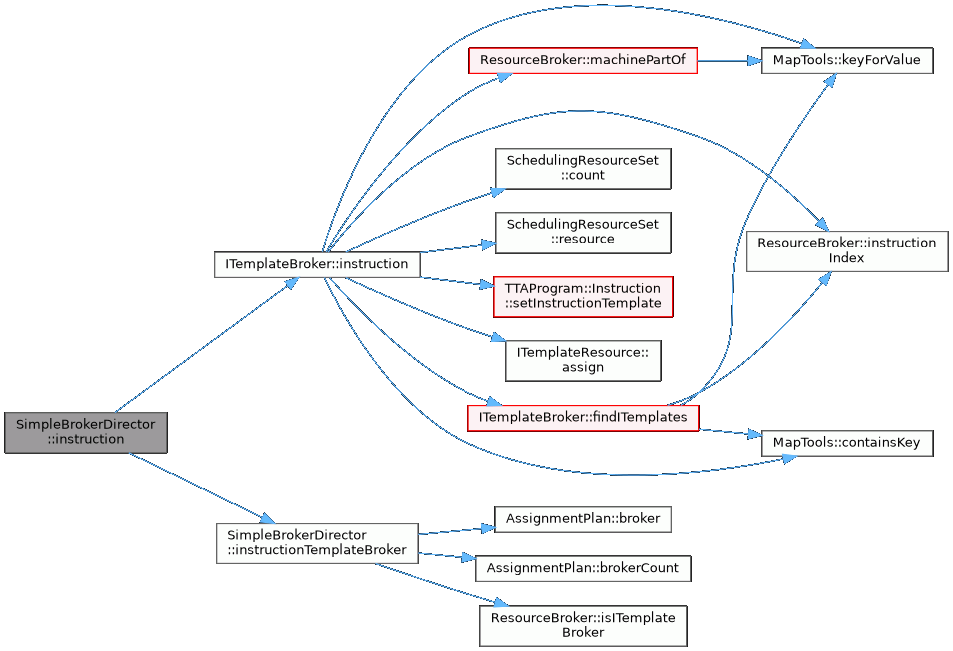 ResourceBroker::machinePartOf
MapTools::keyForValue
SchedulingResourceSet
::count
SchedulingResourceSet
::resource
ResourceBroker::instruction
Index
ITemplateBroker::instruction
TTAProgram::Instruction
::setInstructionTemplate
ITemplateResource::
assign
ITemplateBroker::findITemplates
SimpleBrokerDirector
::instruction
MapTools::containsKey
AssignmentPlan::broker
SimpleBrokerDirector
::instructionTemplateBroker
AssignmentPlan::brokerCount
ResourceBroker::isITemplate
Broker